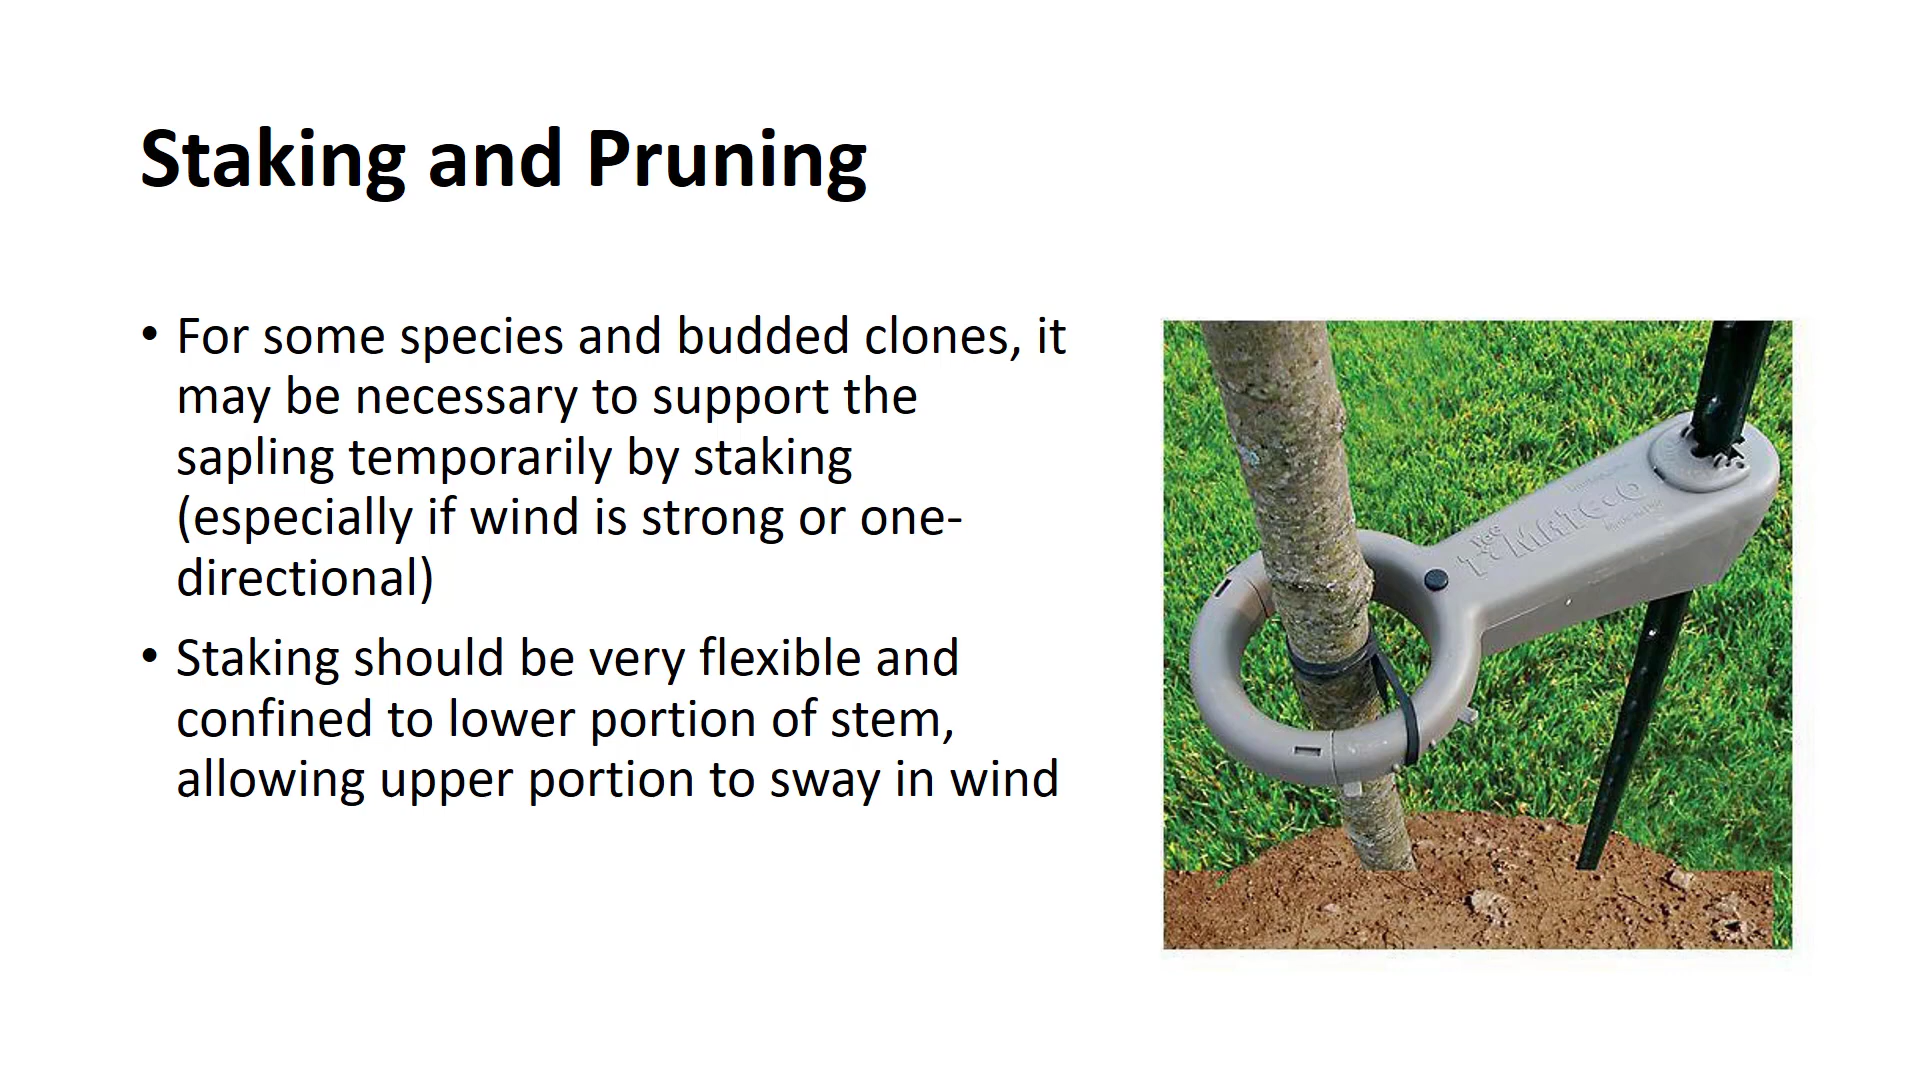 Staking and Pruning
• For some species and budded clones, it
may be necessary to support the
sapling temporarily by staking
(especially if wind is strong or one-
directional)
• Staking should be very flexible and
confined to lower portion of stem,
allowing upper portion to sway in wind